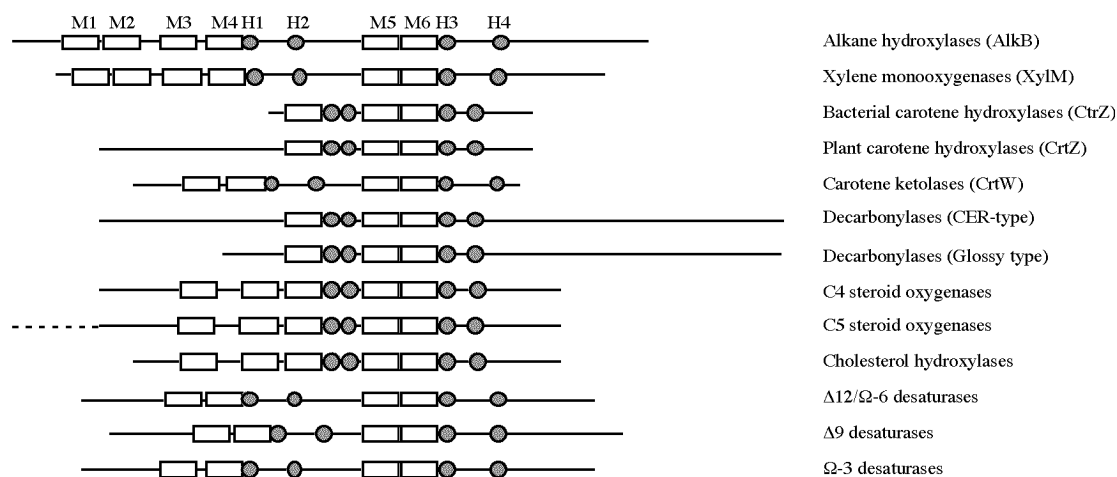 M1 M2 M3 M4 H1 H2 M5 M6 H3 H4
Alkane hydroxylases (AlkB)
Xylene monooxygenases (XylM)
Bacterial carotene hydroxylases (CtrZ)
Plant carotene hydroxylases (CrtZ)
Carotene ketolases (CrtW)
Decarbonylases (CER-type)
Decarbonylases (Glossy type)
C4 steroid oxygenases
C5 steroid oxygenases
Cholesterol hydroxylases
Δ12/Ω-6 desaturases
Δ9 desaturases
Ω-3 desaturases